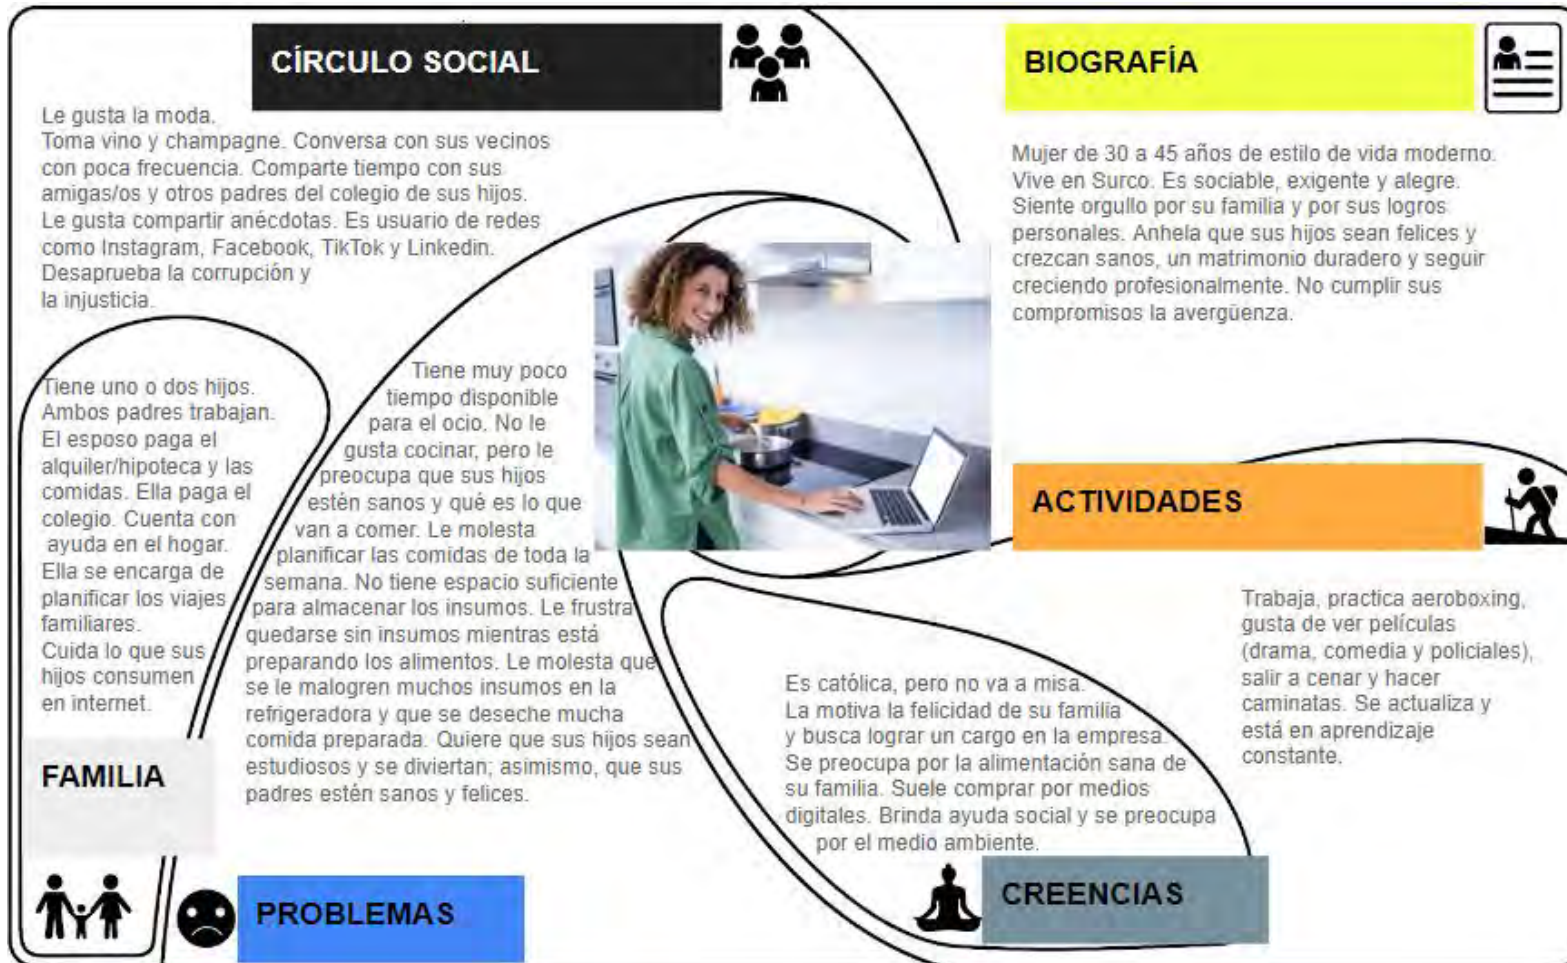 CÍRCULO SOCIAL
Le gusta la moda.
Toma vino y champagne. Conversa con sus vecinos
con poca frecuencia. Comparte tiempo con sus
amigas/os y otros padres del colegio de sus hijos.
Le gusta compartir anécdotas. Es usuario de redes
como Instagram, Facebook, TikTok y Linkedin.
Desaprueba la corrupción y
la injusticia.
BIOGRAFÍA
Mujer de 30 a 45 años de estilo de vida moderno.
Vive en Surco. Es sociable, exigente y alegre.
Siente orgullo por su familia y por sus logros
personales. Anhela que sus hijos sean felices y
crezcan sanos, un matrimonio duradero y seguir
creciendo profesionalmente. No cumplir sus
compromisos la avergüenza.
Tiene uno o dos hijos.
Ambos padres trabajan.
El esposo paga el
alquiler/hipoteca y las
comidas. Ella paga el
colegio. Cuenta con
ayuda en el hogar.
Ella se encarga de
planificar los viajes
familiares.
Cuida lo que sus
hijos consumen
en internet.
FAMILIA
Tiene muy poco
tiempo disponible
para el ocio. No le
gusta cocinar, pero le
preocupa que sus hijos
estén sanos y qué es lo que
van a comer. Le molesta
planificar las comidas de toda la
semana. No tiene espacio suficiente
para almacenar los insumos. Le frustra
quedarse sin insumos mientras está
preparando los alimentos. Le molesta que
se le malogren muchos insumos en la
refrigeradora y que se deseche mucha
comida preparada. Quiere que sus hijos sean
estudiosos y se diviertan; asimismo, que sus
padres estén sanos y felices.
PROBLEMAS
ACTIVIDADES
Trabaja, practica aeroboxing,
gusta de ver películas
(drama, comedia y policiales),
salir a cenar y hacer
caminatas. Se actualiza y
está en aprendizaje
constante.
Es católica, pero no va a misa.
La motiva la felicidad de su familia
y busca lograr un cargo en la empresa.
Se preocupa por la alimentación sana de
su familia. Suele comprar por medios
digitales. Brinda ayuda social y se preocupa
por el medio ambiente.
CREENCIAS